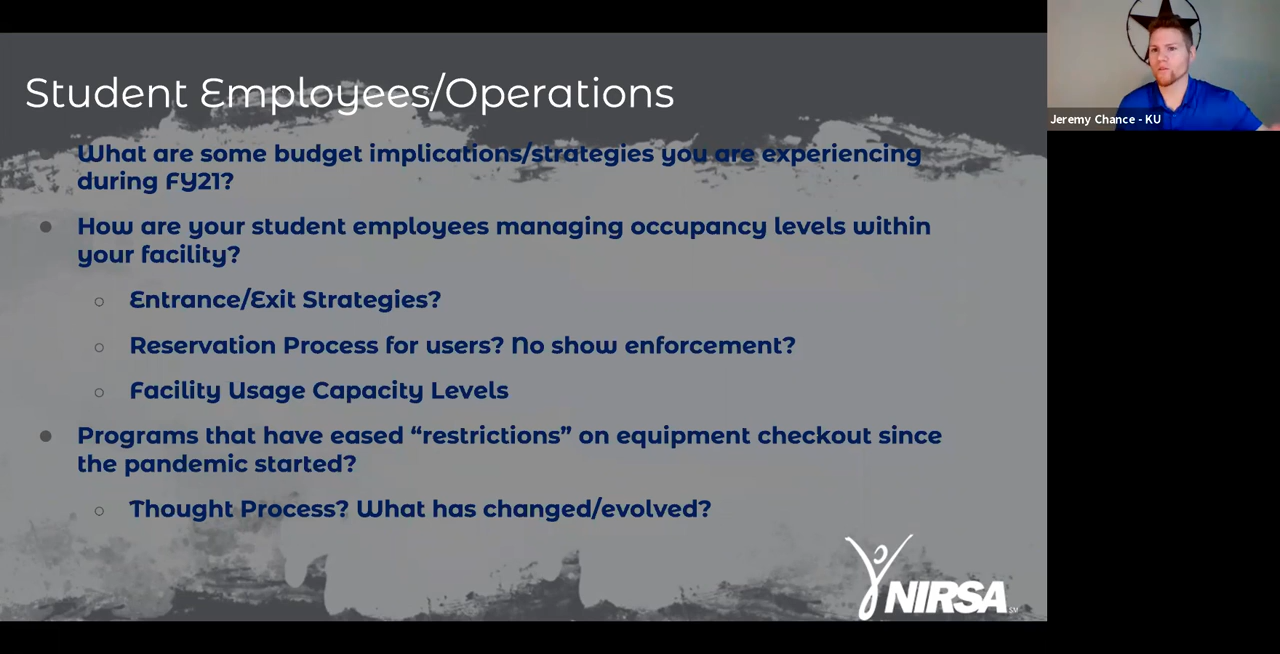 Student Employees/Operations
What are some budget implications/strategies you are experiencing
during FY21?
How are your student employees managing occupancy levels within
your facility?
Entrance/Exit Strategies?
Reservation Process for users? No show enforcement?
Facility Usage Capacity Levels
Programs that have eased “restrictions” on equipment checkout since
the pandemic started?
Thought Process? What has changed/evolved?
NIRSA SM
Jeremy Chance - KU